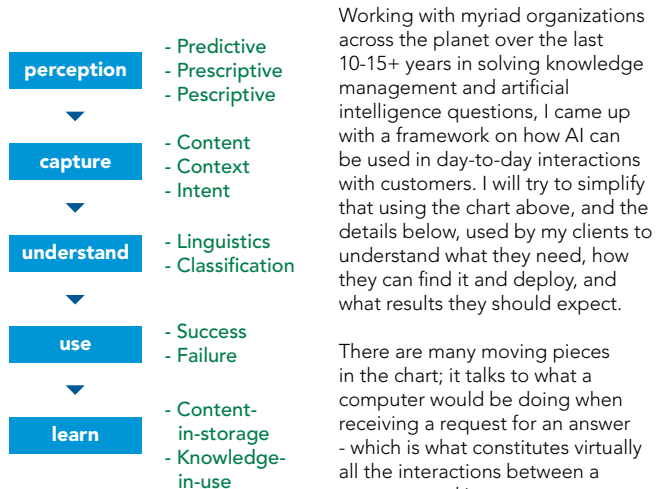 perception
- Predictive
- Prescriptive
- Pescriptive
capture
- Content
- Context
- Intent
understand
- Linguistics
- Classification
use
- Success
- Failure
learn
- Content-
in-storage
- Knowledge-
in-use
Working with myriad organizations
across the planet over the last
10-15+ years in solving knowledge
management and artificial
intelligence questions, I came up
with a framework on how AI can
be used in day-to-day interactions
with customers. I will try to simplify
that using the chart above, and the
details below, used by my clients to
understand what they need, how
they can find it and deploy, and
what results they should expect.
There are many moving pieces
in the chart; it talks to what a
computer would be doing when
receiving a request for an answer
- which is what constitutes virtually
all the interactions between a